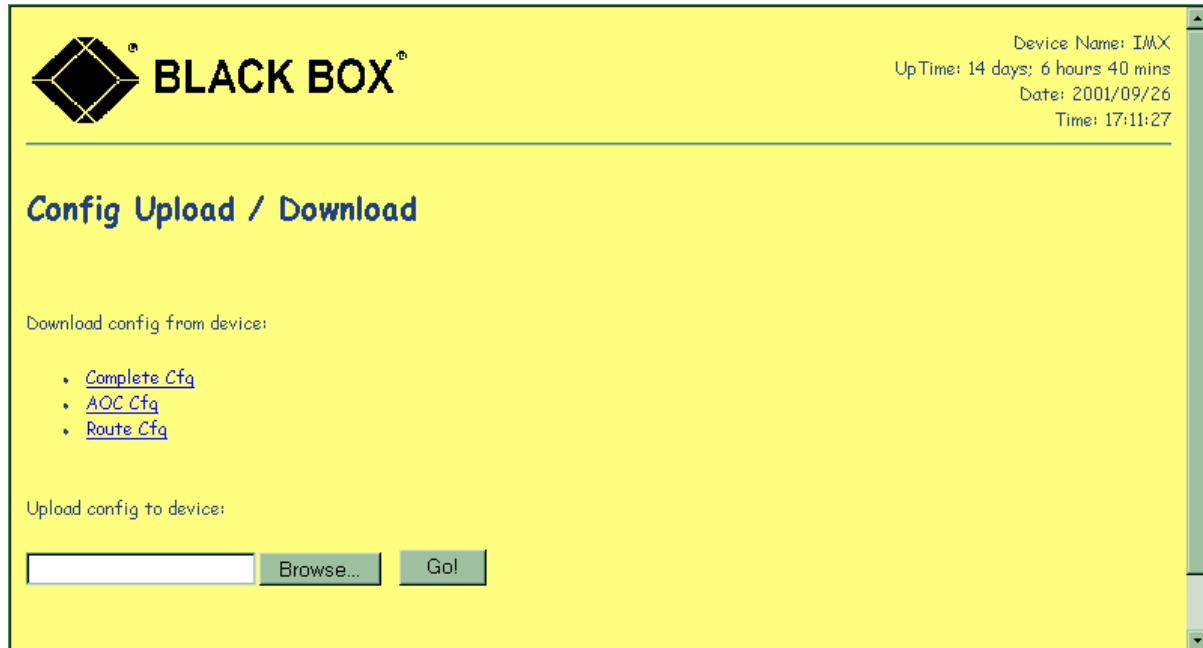 BLACK BOX®
Device Name: IMX
UpTime: 14 days; 6 hours 40 mins
Date: 2001/09/26
Time: 17:11:27
Config Upload / Download
Download config from device:
• Complete Cfg
• AOC Cfg
• Route Cfg
Upload config to device:
Browse... Go!